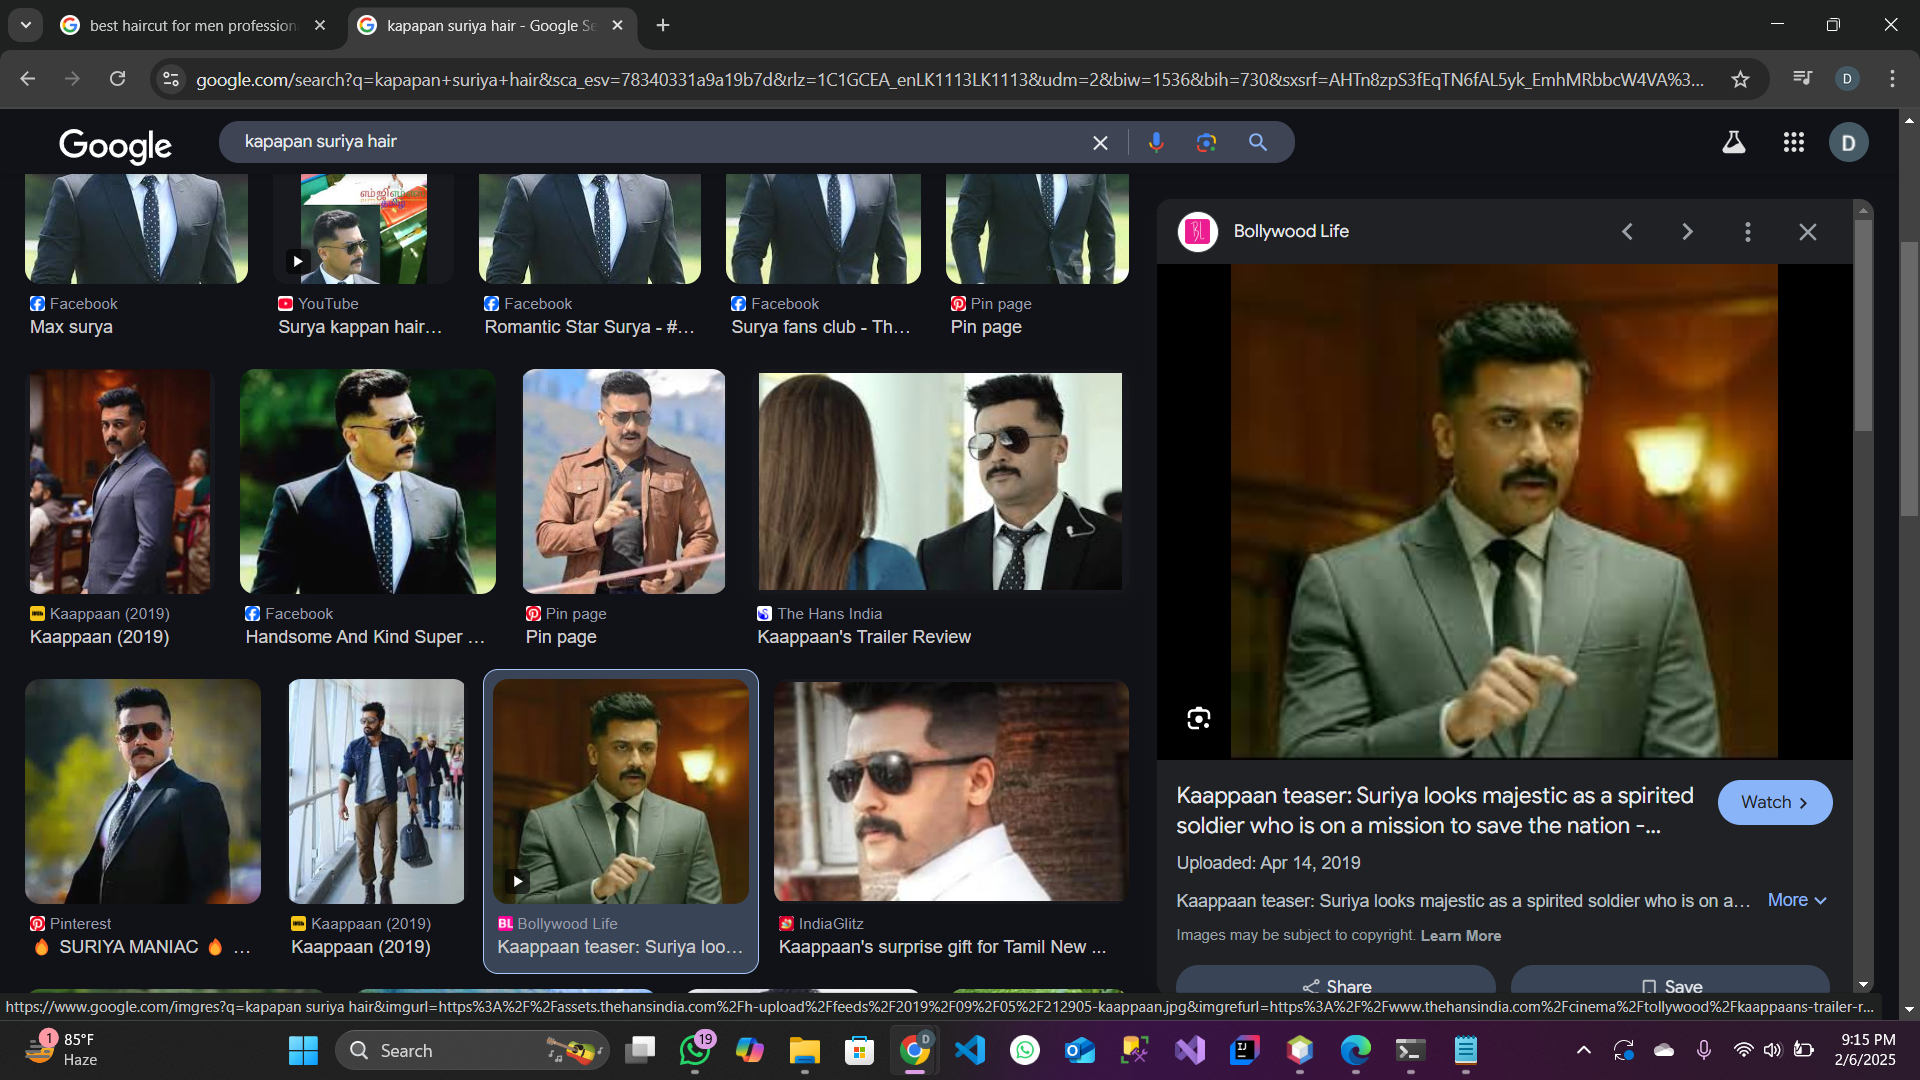 best haircut for men profession
kapapan suriya hair - Google Se
google.com/search?q=kapapan+suriya+hair&sca_esv=78340331a9a19b7d&rlz=1C1GCEA_enLK1113LK1113&udm=2&biw=1536&bih=730&sxsrf=AHTn8zpS3fEqTN6fAL5yk_EmhMRbbcW4VA%3...
D
Google
kapapan suriya hair
D
எம்ஜிஎம்
Facebook
Max surya
YouTube
Surya kappan hair...
Facebook
Romantic Star Surya - #...
Facebook
Surya fans club - Th...
Pin page
Pin page
BL
Bollywood Life
Kaappaan (2019)
Kaappaan (2019)
Facebook
Handsome And Kind Super ...
Pin page
Pin page
The Hans India
Kaappaan's Trailer Review
Pinterest
🔥 SURIYA MANIAC 🔥 ...
Kaappaan (2019)
Kaappaan (2019)
BL Bollywood Life
Kaappaan teaser: Suriya loo...
IndiaGlitz
Kaappaan's surprise gift for Tamil New ...
Kaappaan teaser: Suriya looks majestic as a spirited
soldier who is on a mission to save the nation -...
Watch
Uploaded: Apr 14, 2019
Kaappaan teaser: Suriya looks majestic as a spirited soldier who is on a...
More
Images may be subject to copyright. Learn More
Share
Save
https://www.google.com/imgres?q=kapapan suriya hair&imgurl=https%3A%2F%2Fassets.thehansindia.com%2Fh-upload%2Ffeeds%2F2019%2F09%2F05%2F212905-kaappaan.jpg&imgrefurl=https%3A%2F%2Fwww.thehansindia.com%2Fcinema%2Ftollywood%2Fkaappaans-trailer-r...
1
85°F
Haze
Search
19
D
IJ
9:15 PM
2/6/2025